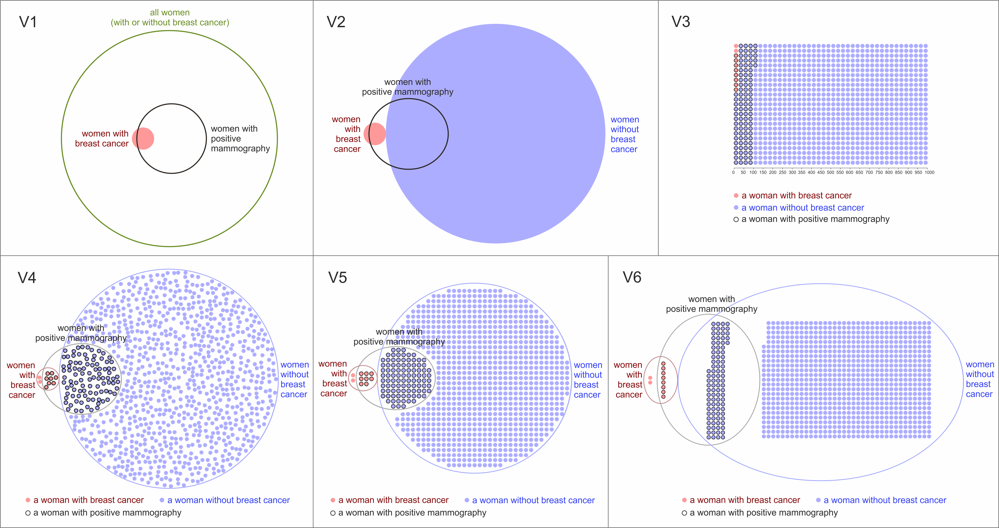 V1
all women
(with or without breast cancer)
women with
breast cancer
women with
positive
mammography
V2
women with
positive mammography
women
with
breast
cancer
women
without
breast
cancer
V3
0 50 100 150 200 250 300 350 400 450 500 550 600 650 700 750 800 850 900 950 1000
a woman with breast cancer
a woman without breast cancer
a woman with positive mammography
V4
women with
positive mammography
women
with
breast
cancer
women
without
breast
cancer
a woman with breast cancer a woman without breast cancer
a woman with positive mammography
V5
women with
positive mammography
women
with
breast
cancer
women
without
breast
cancer
a woman with breast cancer a woman without breast cancer
a woman with positive mammography
V6
women with
positive mammography
women
with
breast
cancer
women
without
breast
cancer
a woman with breast cancer a woman without breast cancer
a woman with positive mammography